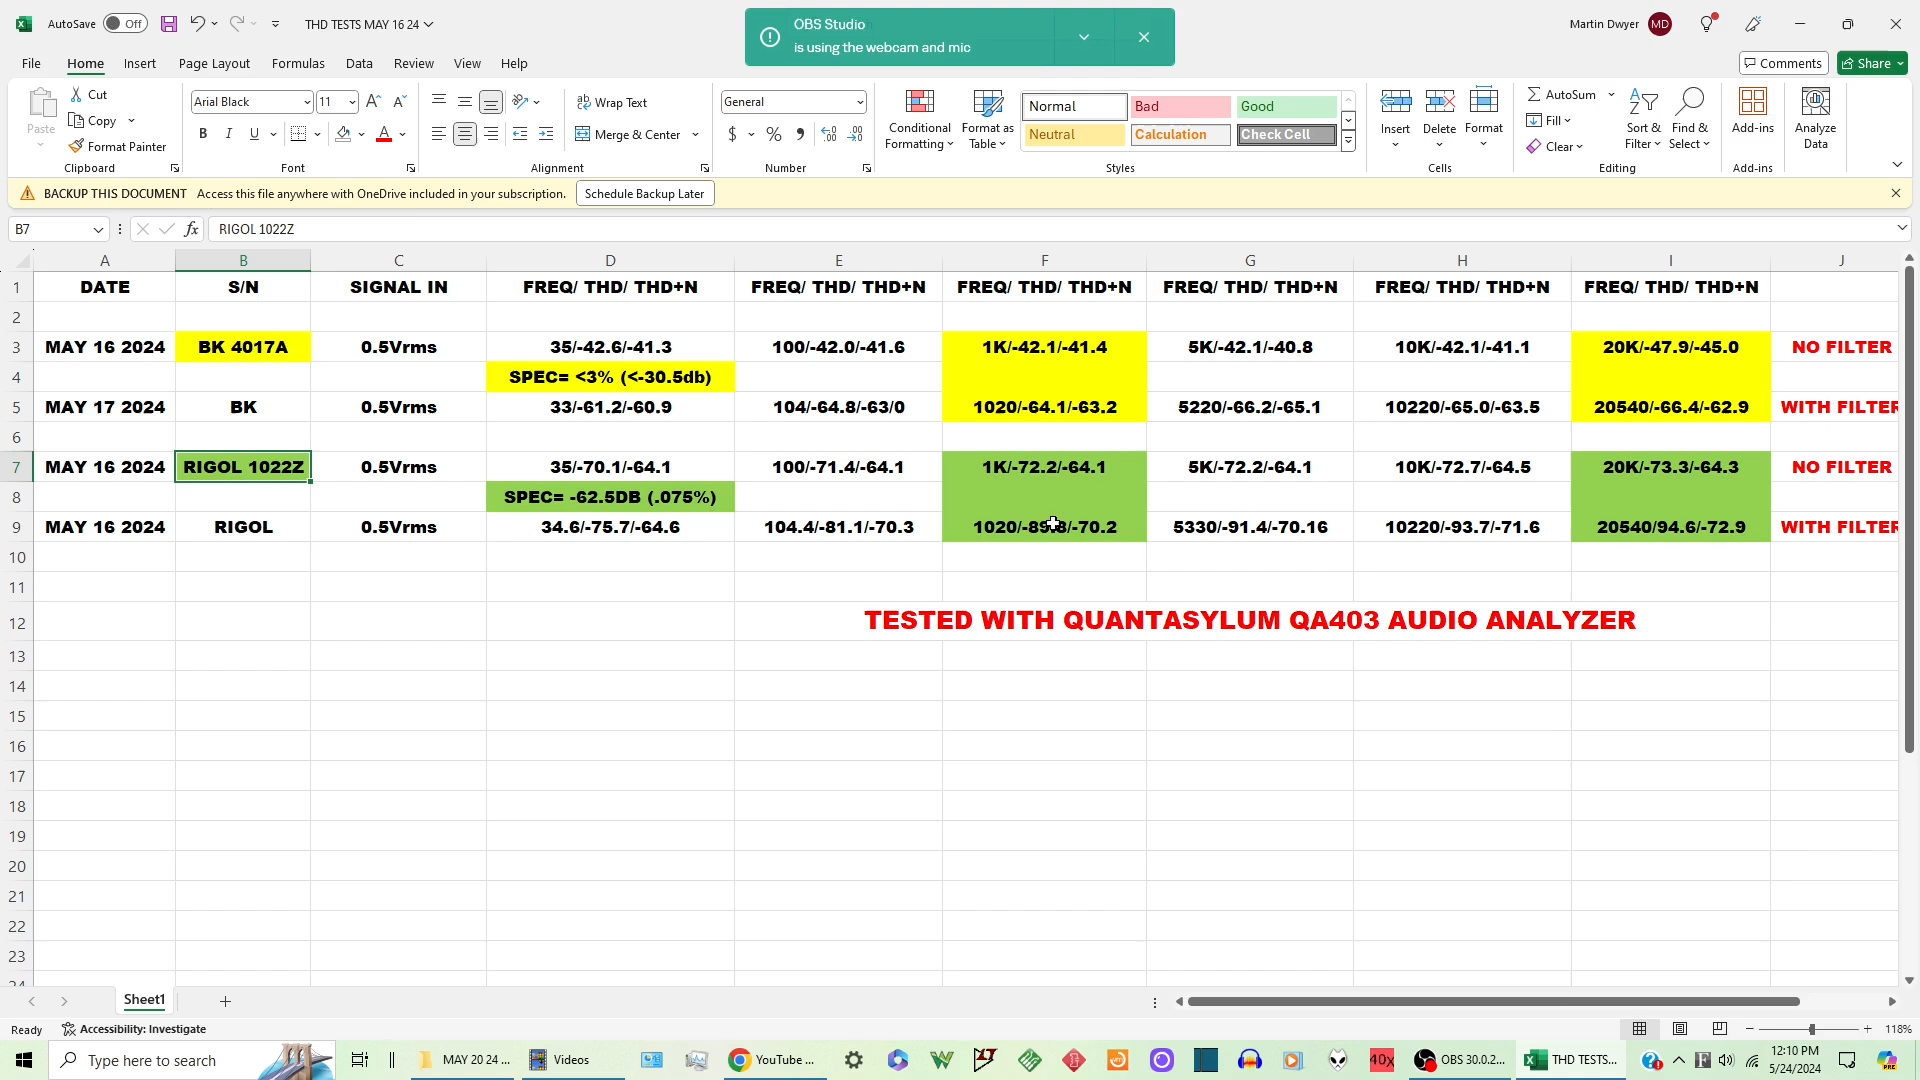 AutoSave Off THD TESTS MAY 16 24 OBS Studio Martin Dwyer MD
is using the webcam and mic
File Home Insert Page Layout Formulas Data Review View Help Comments Share
Paste Cut Copy Format Painter Clipboard
Arial Black 11 B I U A Font
Wrap Text Merge & Center Alignment
General $ % , Number
Conditional Formatting Format as Table Normal Bad Good
Neutral Calculation Check Cell Styles
Insert Delete Format Cells
AutoSum Fill Clear Sort & Filter Find & Select Editing
Add-ins Add-ins Analyze Data
BACKUP THIS DOCUMENT Access this file anywhere with OneDrive included in your subscription. Schedule Backup Later
B7 fx RIGOL 1022Z
A B C D E F G H I J
1 DATE S/N SIGNAL IN FREQ/ THD/ THD+N FREQ/ THD/ THD+N FREQ/ THD/ THD+N FREQ/ THD/ THD+N FREQ/ THD/ THD+N FREQ/ THD/ THD+N
2
3 MAY 16 2024 BK 4017A 0.5Vrms 35/-42.6/-41.3 100/-42.0/-41.6 1K/-42.1/-41.4 5K/-42.1/-40.8 10K/-42.1/-41.1 20K/-47.9/-45.0 NO FILTER
4 SPEC= <3% (<-30.5db)
5 MAY 17 2024 BK 0.5Vrms 33/-61.2/-60.9 104/-64.8/-63/0 1020/-64.1/-63.2 5220/-66.2/-65.1 10220/-65.0/-63.5 20540/-66.4/-62.9 WITH FILTER
6
7 MAY 16 2024 RIGOL 1022Z 0.5Vrms 35/-70.1/-64.1 100/-71.4/-64.1 1K/-72.2/-64.1 5K/-72.2/-64.1 10K/-72.7/-64.5 20K/-73.3/-64.3 NO FILTER
8 SPEC= -62.5DB (.075%)
9 MAY 16 2024 RIGOL 0.5Vrms 34.6/-75.7/-64.6 104.4/-81.1/-70.3 1020/-89.8/-70.2 5330/-91.4/-70.16 10220/-93.7/-71.6 20540/94.6/-72.9 WITH FILTER
10
11
12 TESTED WITH QUANTASYLUM QA403 AUDIO ANALYZER
13
14
15
16
17
18
19
20
21
22
23
24
Sheet1
Ready Accessibility: Investigate 118%
Type here to search MAY 20 24 ... Videos YouTube ... 40x OBS 30.0.2... THD TESTS... 12:10 PM
5/24/2024